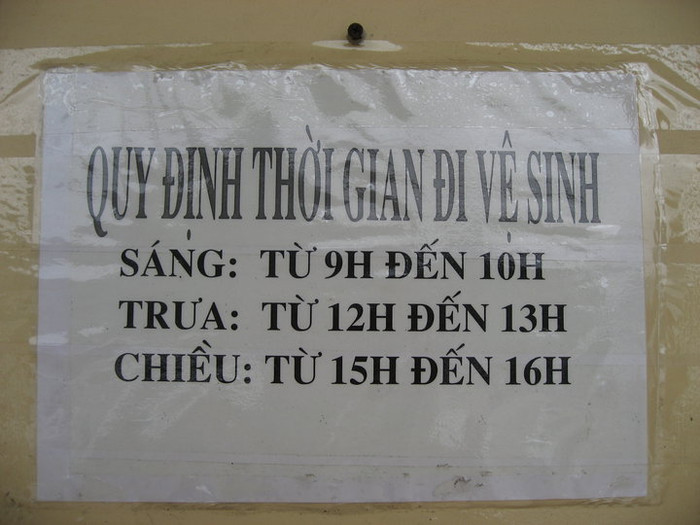 QUY ĐỊNH THỜI GIAN ĐI VỆ SINH
SÁNG: TỪ 9H ĐẾN 10H
TRƯA: TỪ 12H ĐẾN 13H
CHIỀU: TỪ 15H ĐẾN 16H